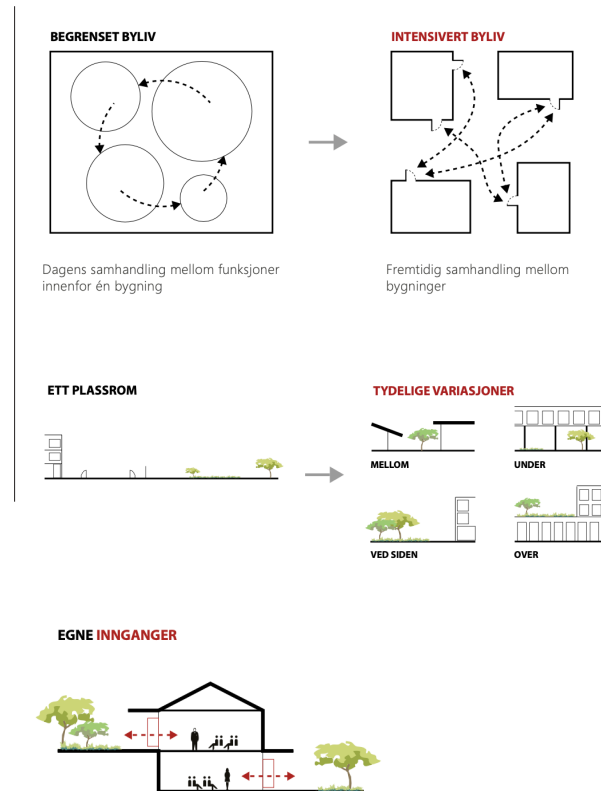 BEGRENSET BYLIV
INTENSIVERT BYLIV
Dagens samhandling mellom funksjoner
innenfor én bygning
Fremtidig samhandling mellom
bygninger
ETT PLASSROM
TYDELIGE VARIASJONER
MELLOM
UNDER
VED SIDEN
OVER
EGNE INNGANGER